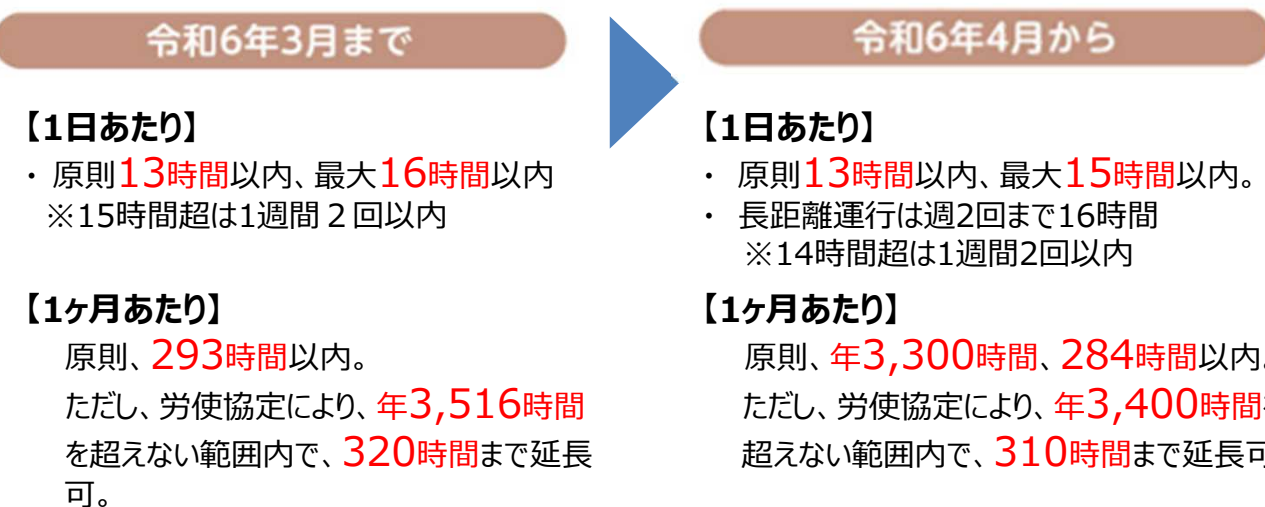 令和6年3月まで
【1日あたり】
・ 原則13時間以内、最大16時間以内
※15時間超は1週間２回以内
【1ヶ月あたり】
原則、293時間以内。
ただし、労使協定により、年3,516時間
を超えない範囲内で、320時間まで延長
可。
令和6年4月から
【1日あたり】
・ 原則13時間以内、最大15時間以内。
・ 長距離運行は週2回まで16時間
※14時間超は1週間2回以内
【1ヶ月あたり】
原則、年3,300時間、284時間以内。
ただし、労使協定により、年3,400時間
超えない範囲内で、310時間まで延長可